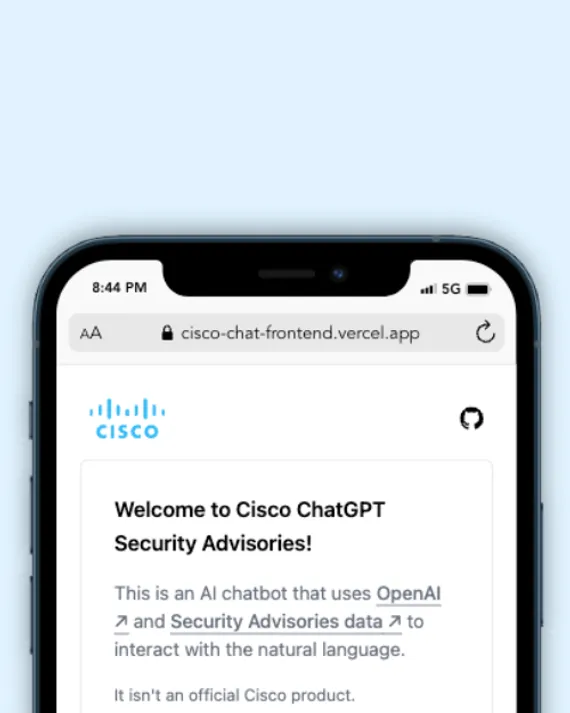 8:44 PM 5G
AA cisco-chat-frontend.vercel.app
CISCO
Welcome to Cisco ChatGPT
Security Advisories!
This is an AI chatbot that uses OpenAI
↗ and Security Advisories data ↗ to
interact with the natural language.
It isn't an official Cisco product.